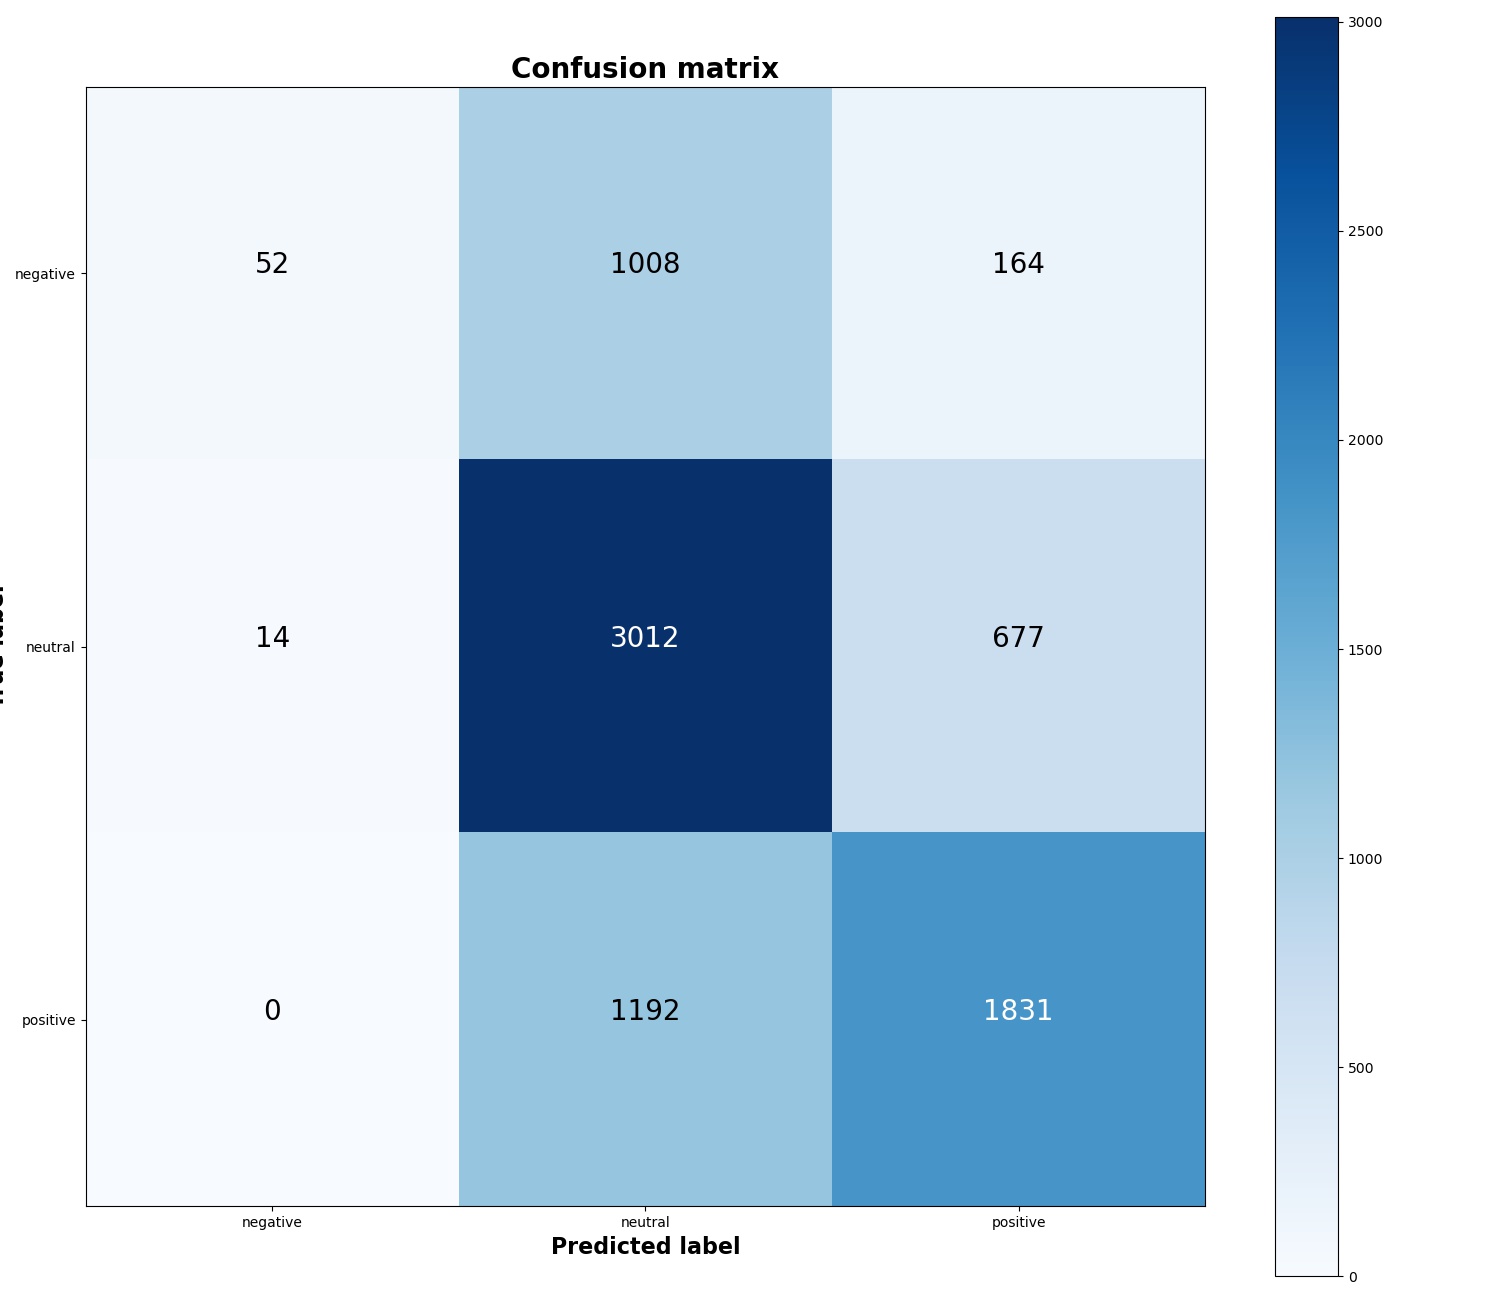 Confusion matrix
3000
2500
2000
1500
1000
500
0
negative
52
1008
164
neutral
14
3012
677
positive
0
1192
1831
negative
neutral
positive
Predicted label